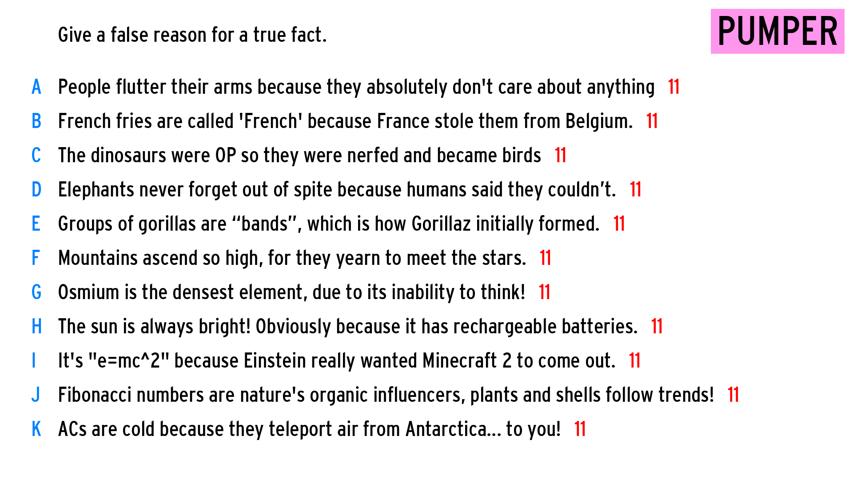 Give a false reason for a true fact.
PUMPER
A People flutter their arms because they absolutely don't care about anything 11
B French fries are called 'French' because France stole them from Belgium. 11
C The dinosaurs were OP so they were nerfed and became birds 11
D Elephants never forget out of spite because humans said they couldn’t. 11
E Groups of gorillas are “bands”, which is how Gorillaz initially formed. 11
F Mountains ascend so high, for they yearn to meet the stars. 11
G Osmium is the densest element, due to its inability to think! 11
H The sun is always bright! Obviously because it has rechargeable batteries. 11
I It's "e=mc^2" because Einstein really wanted Minecraft 2 to come out. 11
J Fibonacci numbers are nature's organic influencers, plants and shells follow trends! 11
K ACs are cold because they teleport air from Antarctica... to you! 11